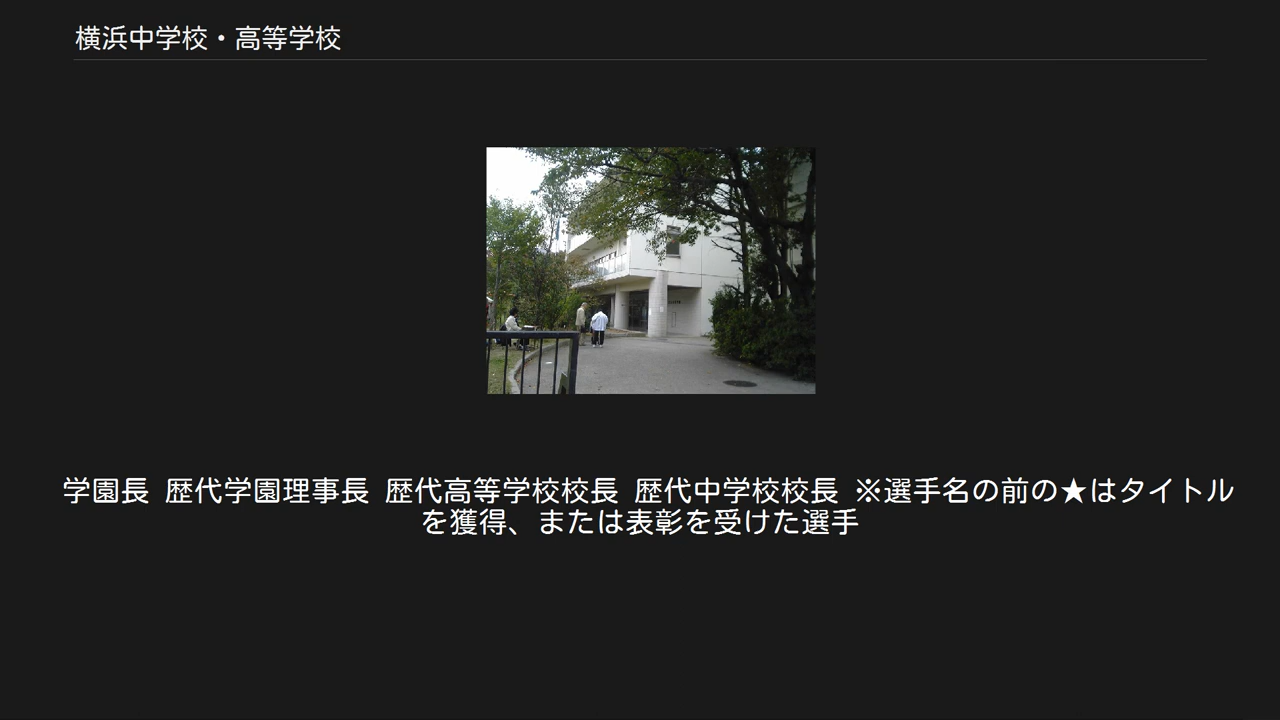 横浜中学校・高等学校
学園長 歴代学園理事長 歴代高等学校校長 歴代中学校校長 ※選手名の前の★はタイトル
を獲得、または表彰を受けた選手